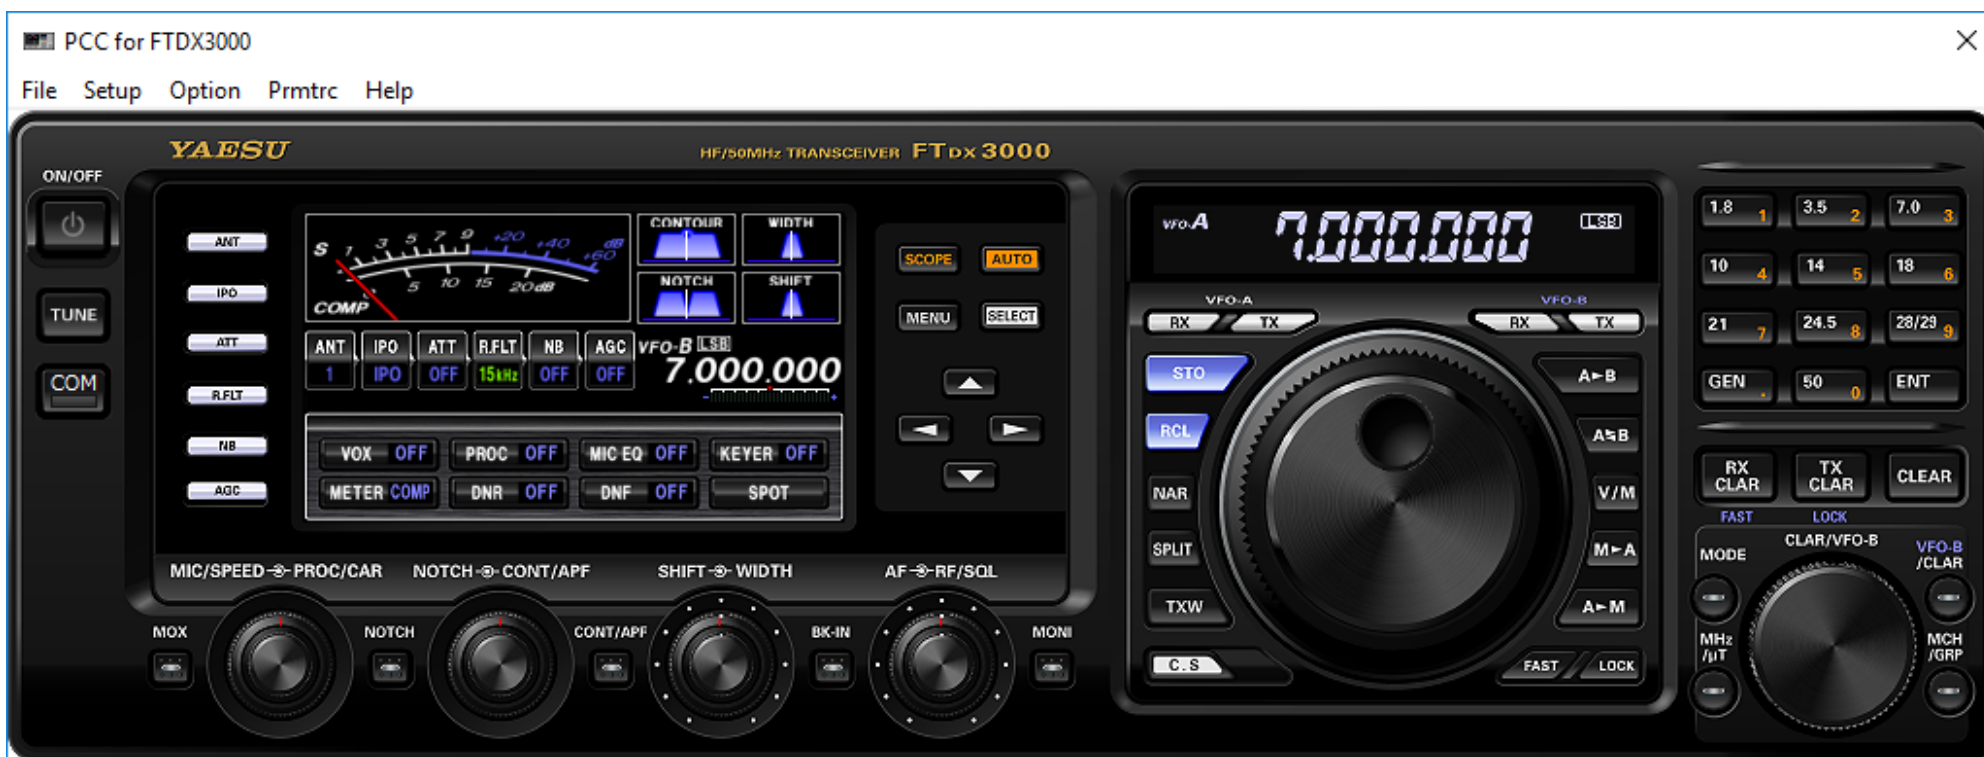 PCC for FTDX3000
File Setup Option Prmtrc Help
YAESU
HF/50MHz TRANSCEIVER FTDX3000
ON/OFF
TUNE
COM
ANT
IPO
ATT
R.FLT
NB
AGC
S 1 3 5 7 9 +20 +40 +60 dB
0 5 10 15 20dB
COMP
CONTOUR WIDTH
NOTCH SHIFT
ANT IPO ATT R.FLT NB AGC
1 IPO OFF 15kHz OFF OFF
VFO-B LSB
7.000.000
- +
VOX OFF PROC OFF MIC EQ OFF KEYER OFF
METER COMP DNR OFF DNF OFF SPOT
SCOPE AUTO
MENU SELECT
MIC/SPEED PROC/CAR NOTCH CONT/APF SHIFT WIDTH AF RF/SQL
MOX NOTCH CONT/APF BK-IN MONI
VFO-A 7.000.000 LSB
VFO-A VFO-B
RX TX RX TX
STO
RCL
NAR
SPLIT
TXW
C.S
A►B
A⇆B
V/M
M►A
A►M
FAST LOCK
1.8 1 3.5 2 7.0 3
10 4 14 5 18 6
21 7 24.5 8 28/29 9
GEN . 50 0 ENT
RX CLAR TX CLAR CLEAR
FAST LOCK
MODE CLAR/VFO-B VFO-B /CLAR
MHz /µT MCH /GRP